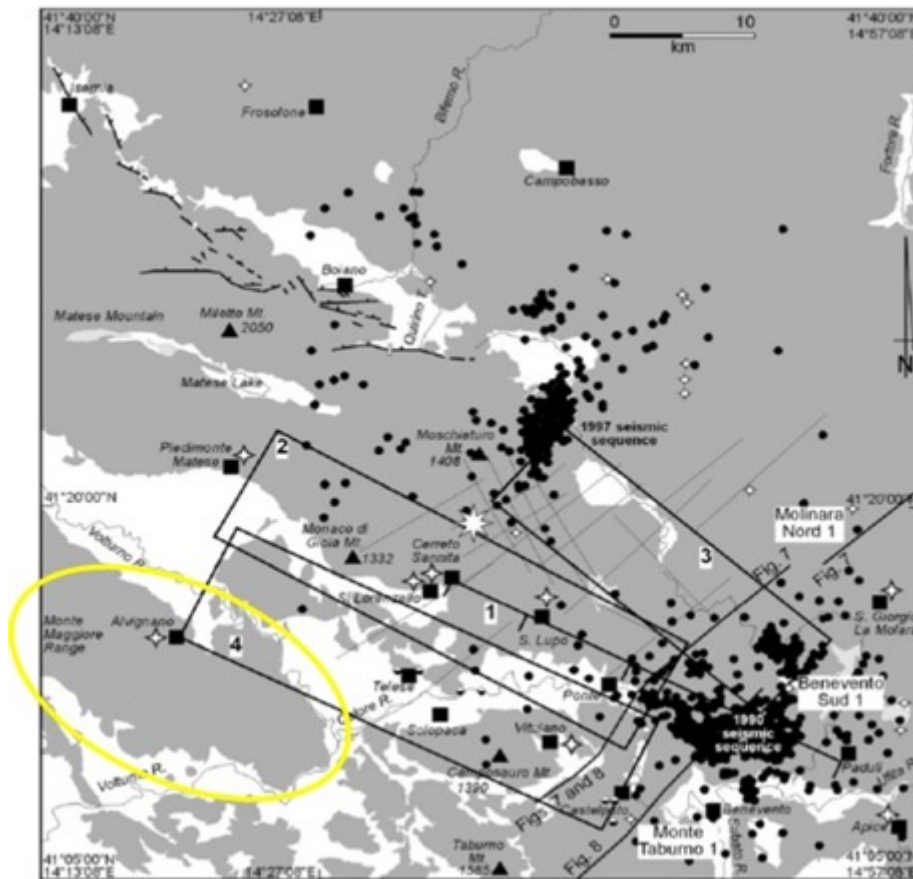 41°40'00"N
14°13'08"E
14°27'08"E
0 10
km
41°40'00"N
14°57'08"E
Isernia
Frosolone
Biferno R.
Fortore R.
Campobasso
Boiano
Quirino T.
Matese Mountain
Miletto Mt.
2050
Matese Lake
N
1997 seismic
sequence
Moschiaturo
Mt.
1408
2
Piedimonte
Matese
41°20'00"N
41°20'00"N
Molinara
Nord 1
Volturno R.
Monaco di
Gioia Mt.
1332
Cerreto
Sannita
3
Fig. 7
Fig. 7
S. Lorenzello
1
S. Giorgio
La Molara
Monte
Maggiore
Range
Alvignano
4
S. Lupo
Telese
Ponte
Benevento
Sud 1
Calore R.
Solopaca
Vitulano
1990
seismic
sequence
Paduli
Volturno R.
Camposauro Mt.
1390
Figs. 7 and 8
Castelpoto
Benevento
Ufita R.
Apice
Monte
Taburno 1
Sabato R.
Taburno
Mt
1585
Fig. 8
41°05'00"N
14°13'08"E
14°27'08"E
41°05'00"N
14°57'08"E